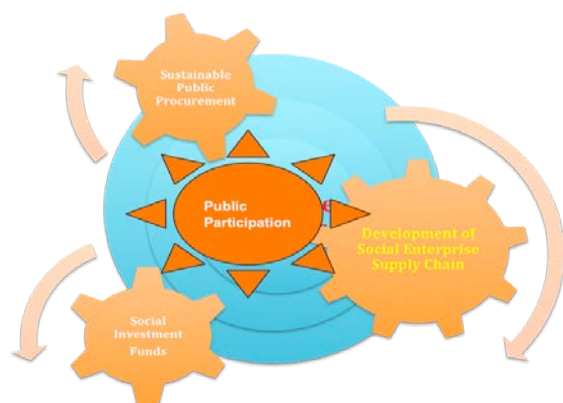 Sustainable
Public
Procurement
Public
Participation
Development of
Social Enterprise
Supply Chain
Social
Investment
Funds